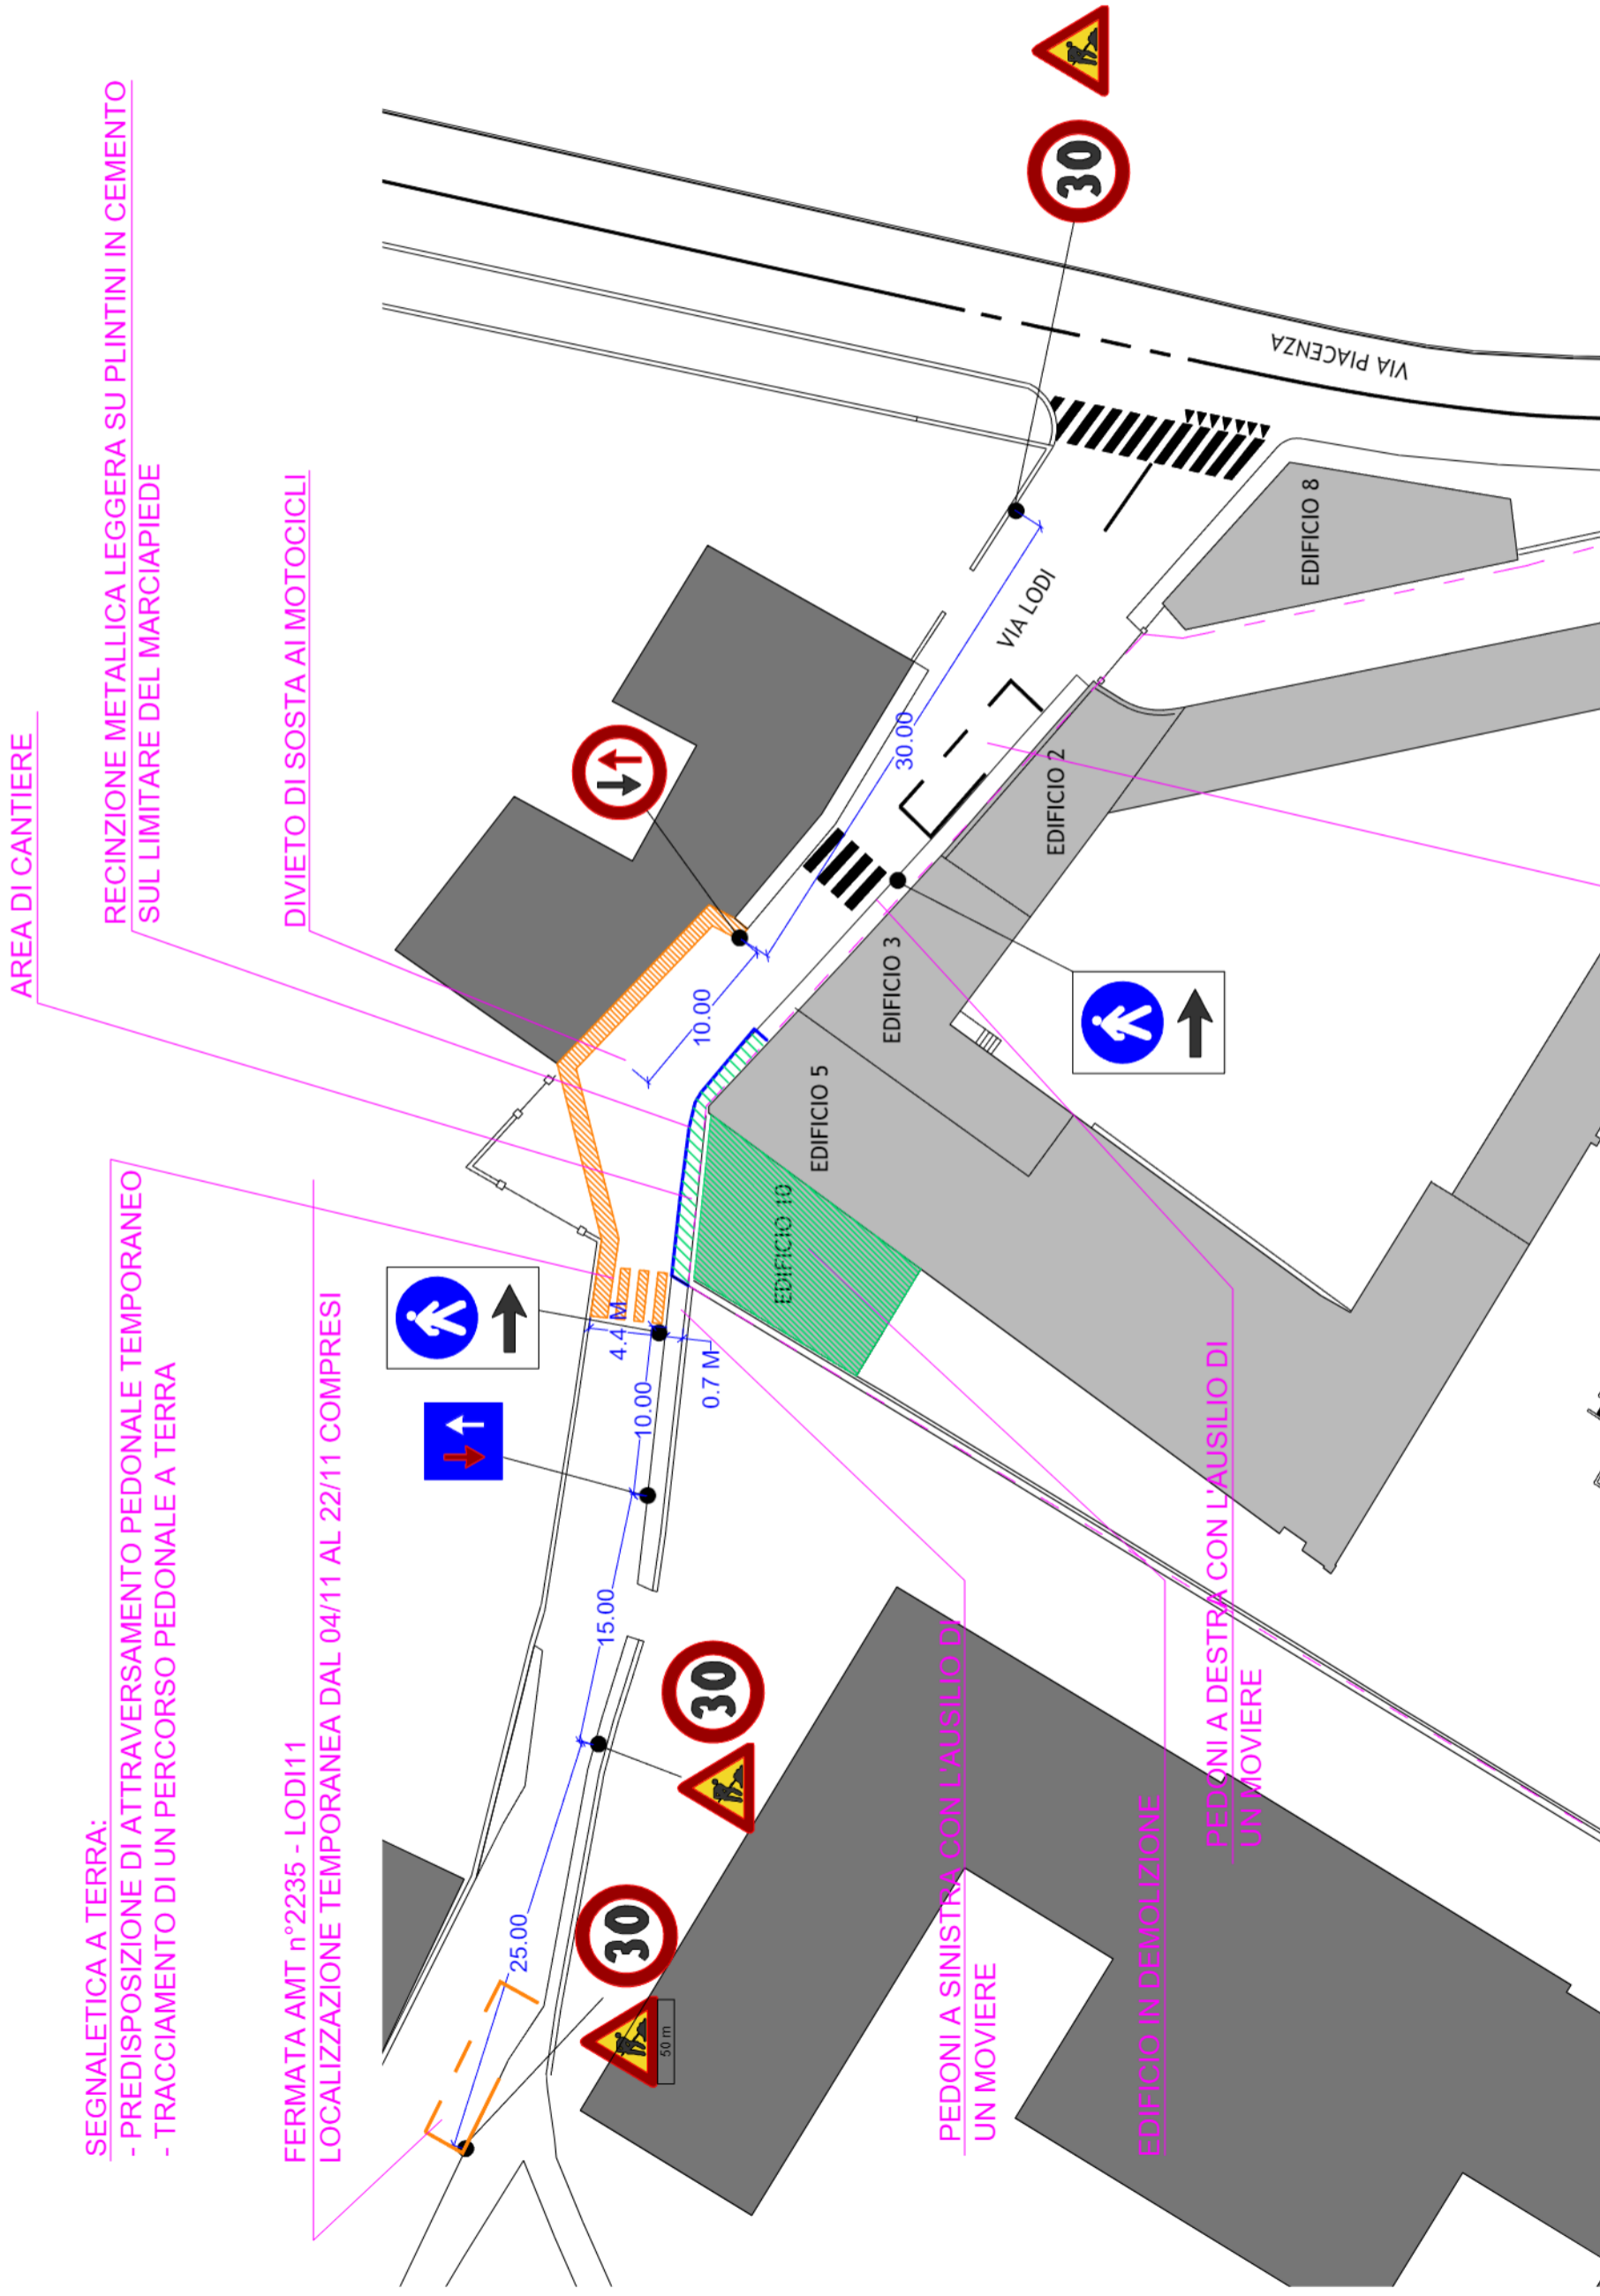 AREA DI CANTIERE
RECINZIONE METALLICA LEGGERA SU PLINTINI IN CEMENTO
SUL LIMITARE DEL MARCIAPIEDE
DIVIETO DI SOSTA AI MOTOCICLI
SEGNALETICA A TERRA:
- PREDISPOSIZIONE DI ATTRAVERSAMENTO PEDONALE TEMPORANEO
- TRACCIAMENTO DI UN PERCORSO PEDONALE A TERRA
FERMATA AMT n°2235 - LODI11
LOCALIZZAZIONE TEMPORANEA DAL 04/11 AL 22/11 COMPRESI
25.00
15.00
10.00
4.4 M
0.7 M
10.00
30.00
50 m
30
30
30
VIA LODI
VIA PIACENZA
EDIFICIO 10
EDIFICIO 5
EDIFICIO 3
EDIFICIO 2
EDIFICIO 8
PEDONI A SINISTRA CON L'AUSILIO DI
UN MOVIERE
EDIFICIO IN DEMOLIZIONE
PEDONI A DESTRA CON L'AUSILIO DI
UN MOVIERE